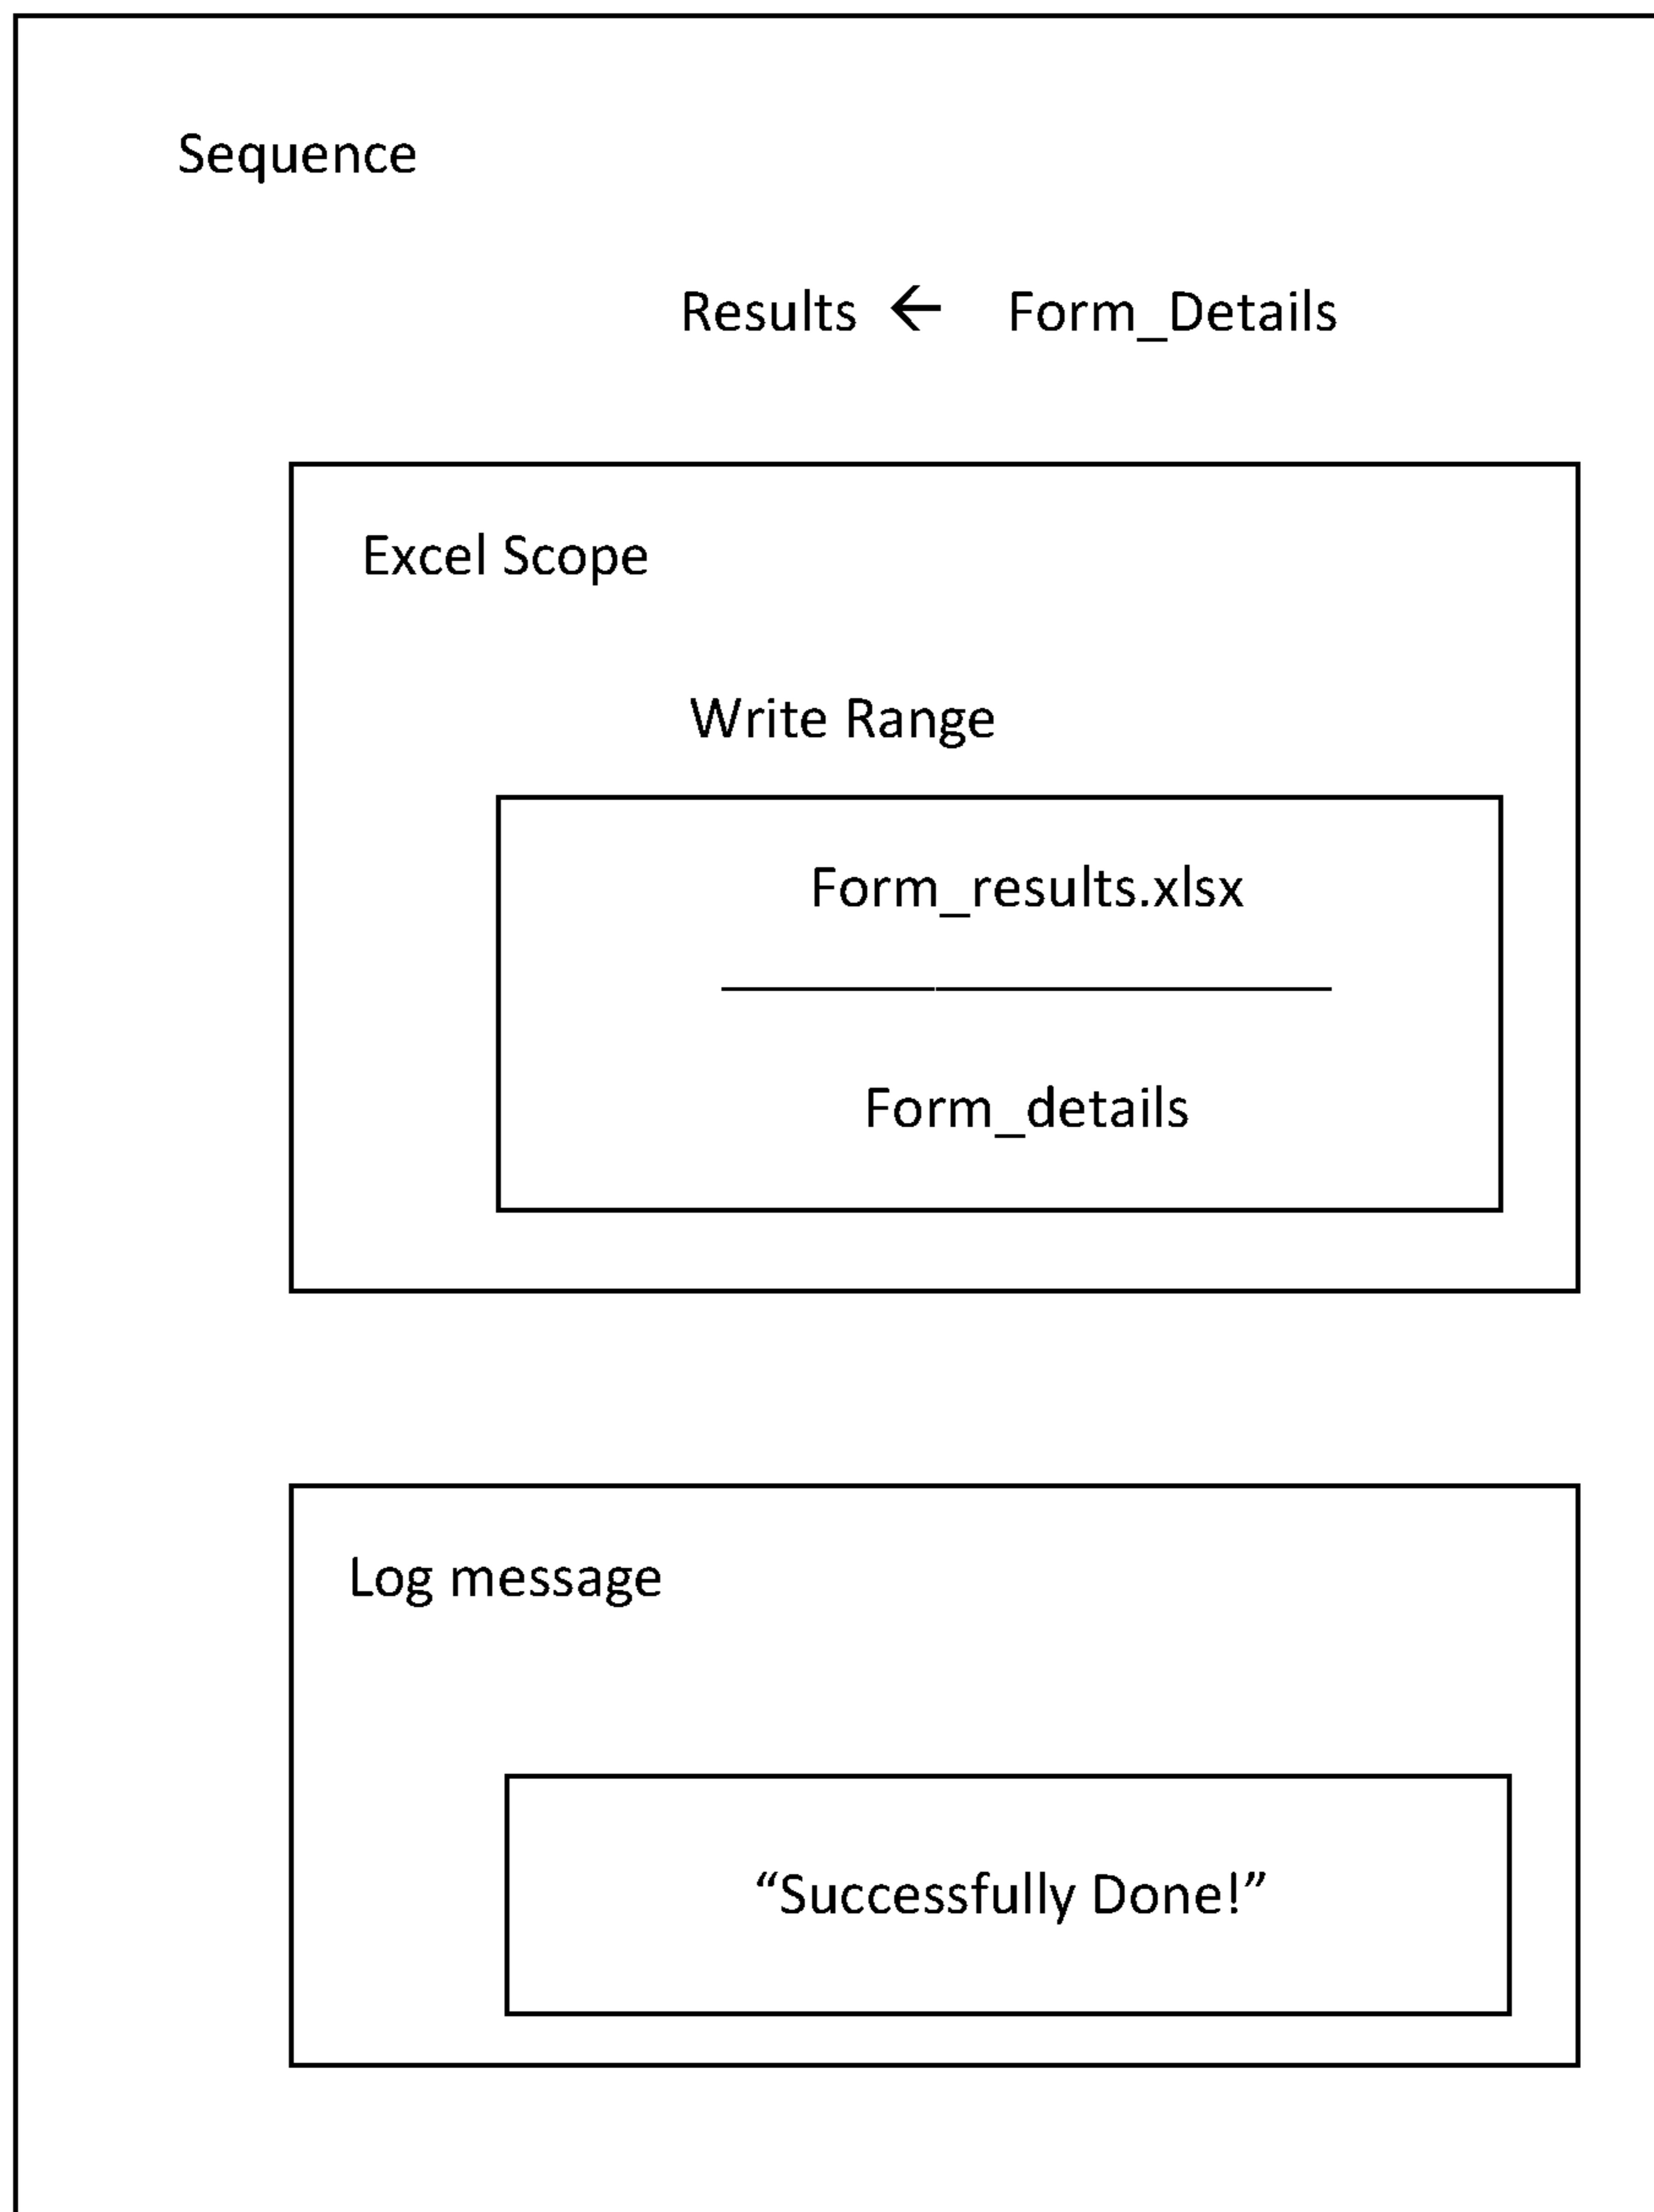 Sequence
Results ← Form_Details
Excel Scope
Write Range
Form_results.xlsx
Form_details
Log message
“Successfully Done!”